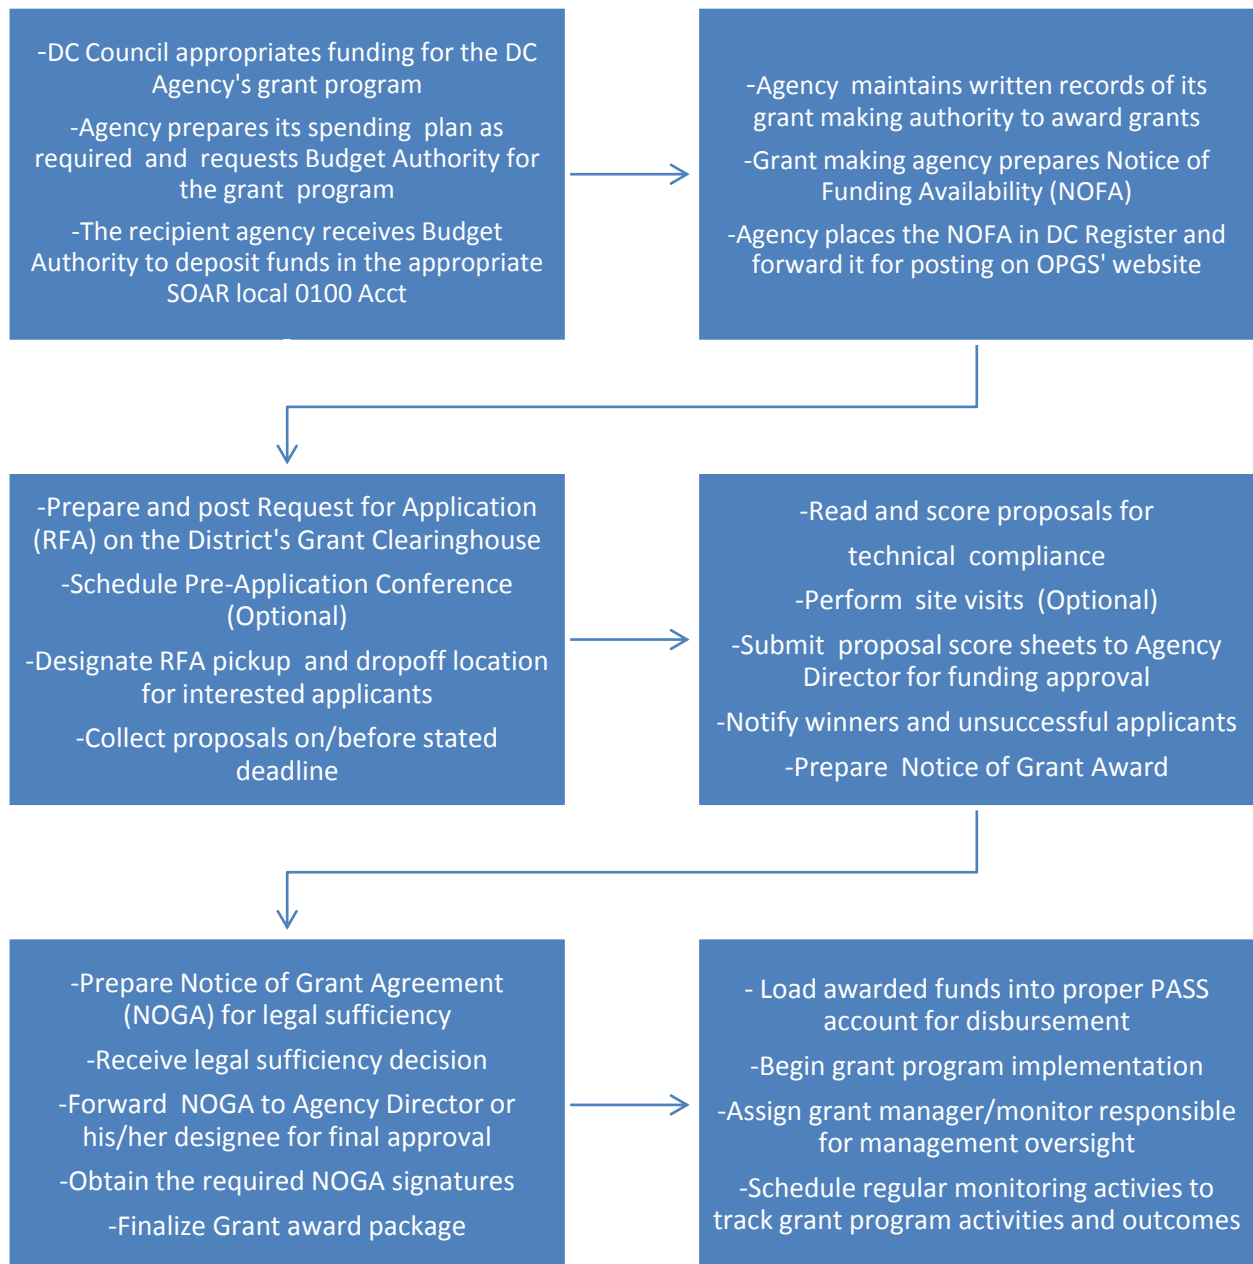 -DC Council appropriates funding for the DC
Agency's grant program
-Agency prepares its spending plan as
required and requests Budget Authority for
the grant program
-The recipient agency receives Budget
Authority to deposit funds in the appropriate
SOAR local 0100 Acct
-Agency maintains written records of its
grant making authority to award grants
-Grant making agency prepares Notice of
Funding Availability (NOFA)
-Agency places the NOFA in DC Register and
forward it for posting on OPGS' website
-Prepare and post Request for Application
(RFA) on the District's Grant Clearinghouse
-Schedule Pre-Application Conference
(Optional)
-Designate RFA pickup and dropoff location
for interested applicants
-Collect proposals on/before stated
deadline
-Read and score proposals for
technical compliance
-Perform site visits (Optional)
-Submit proposal score sheets to Agency
Director for funding approval
-Notify winners and unsuccessful applicants
-Prepare Notice of Grant Award
-Prepare Notice of Grant Agreement
(NOGA) for legal sufficiency
-Receive legal sufficiency decision
-Forward NOGA to Agency Director or
his/her designee for final approval
-Obtain the required NOGA signatures
-Finalize Grant award package
- Load awarded funds into proper PASS
account for disbursement
-Begin grant program implementation
-Assign grant manager/monitor responsible
for management oversight
-Schedule regular monitoring activies to
track grant program activities and outcomes